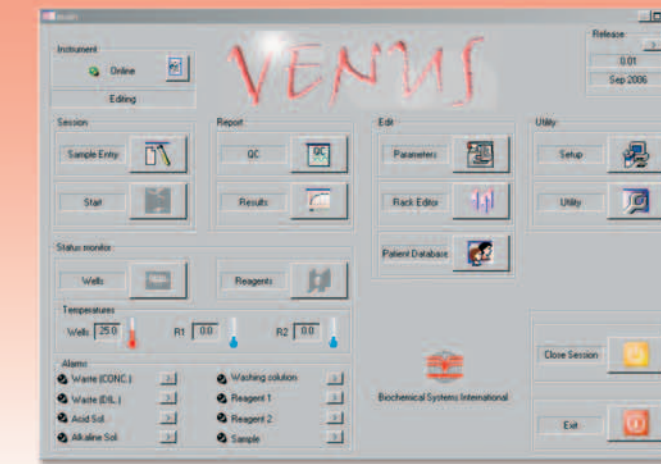 Instrument
Online
Editing
VENUS
Release
0.01
Sep 2006
Session
Sample Entry
Start
Report
QC
QC
Results
Edit
Parameters
Rack Editor
Patient Database
Utility
Setup
Utility
Status monitor
Wells
Reagents
Temperatures
Wells 25.0 R1 0.0 R2 0.0
Alarms
Waste (CONC.)
Waste (DIL.)
Acid Sol.
Alkaline Sol.
Washing solution
Reagent 1
Reagent 2
Sample
Biochemical Systems International
Close Session
Exit